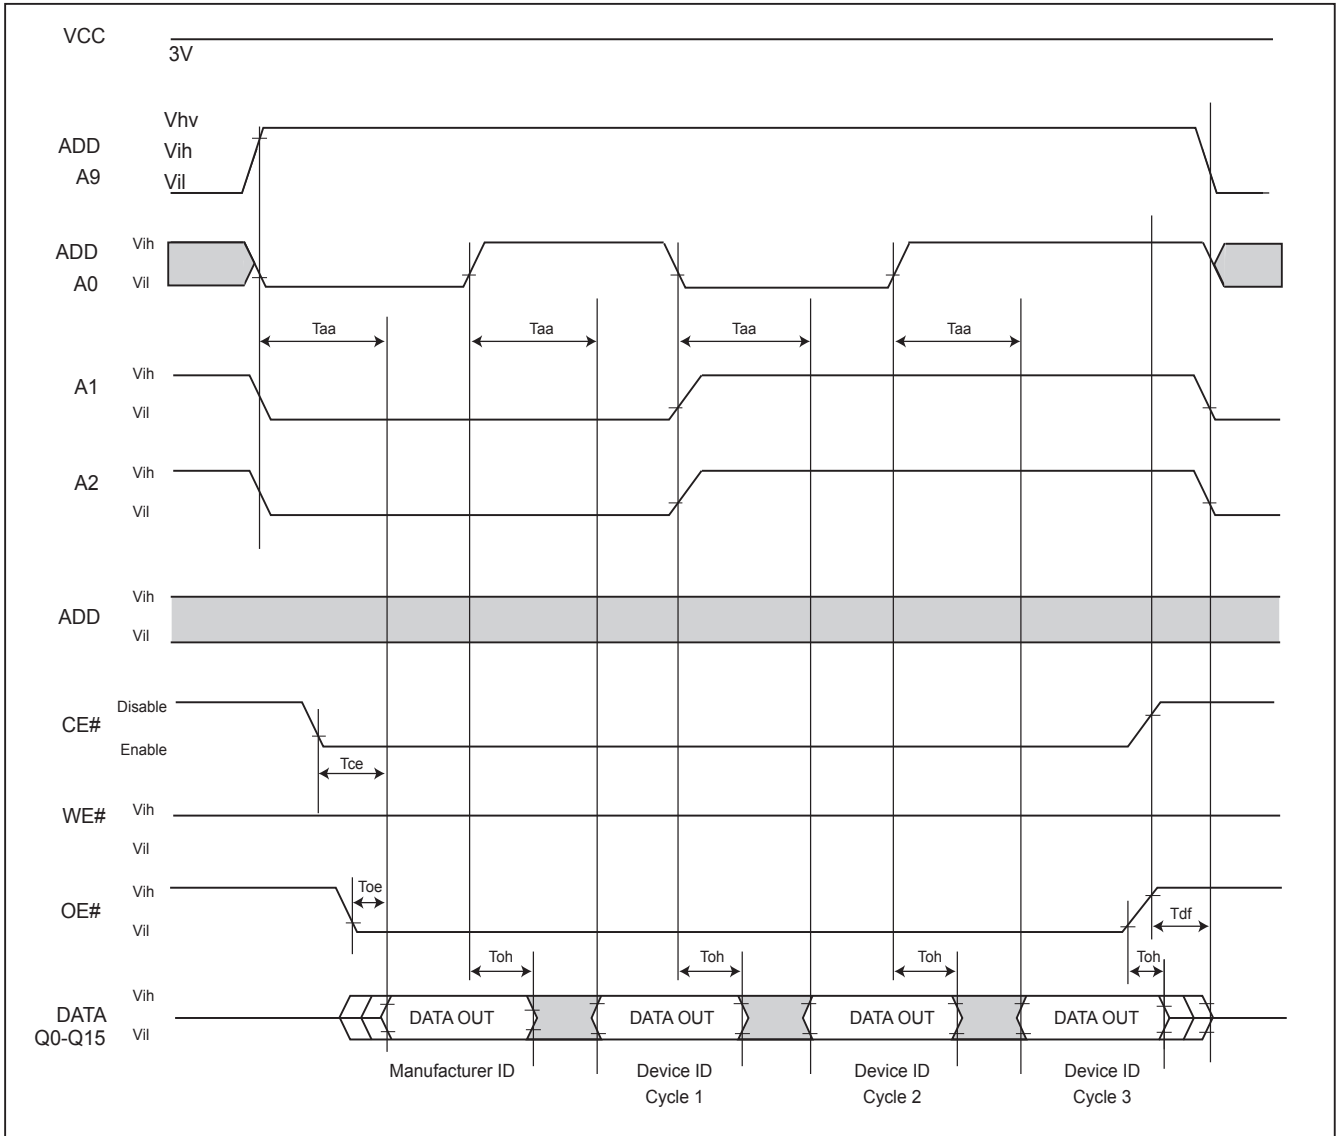 VCC
3V
ADD
A9
Vhv
Vih
Vil
ADD
A0
Vih
Vil
Taa
Taa
Taa
Taa
A1
Vih
Vil
A2
Vih
Vil
ADD
Vih
Vil
CE#
Disable
Enable
Tce
WE#
Vih
Vil
OE#
Vih
Vil
Toe
Tdf
Toh
Toh
Toh
Toh
DATA
Q0-Q15
Vih
Vil
DATA OUT
DATA OUT
DATA OUT
DATA OUT
Manufacturer ID
Device ID
Cycle 1
Device ID
Cycle 2
Device ID
Cycle 3